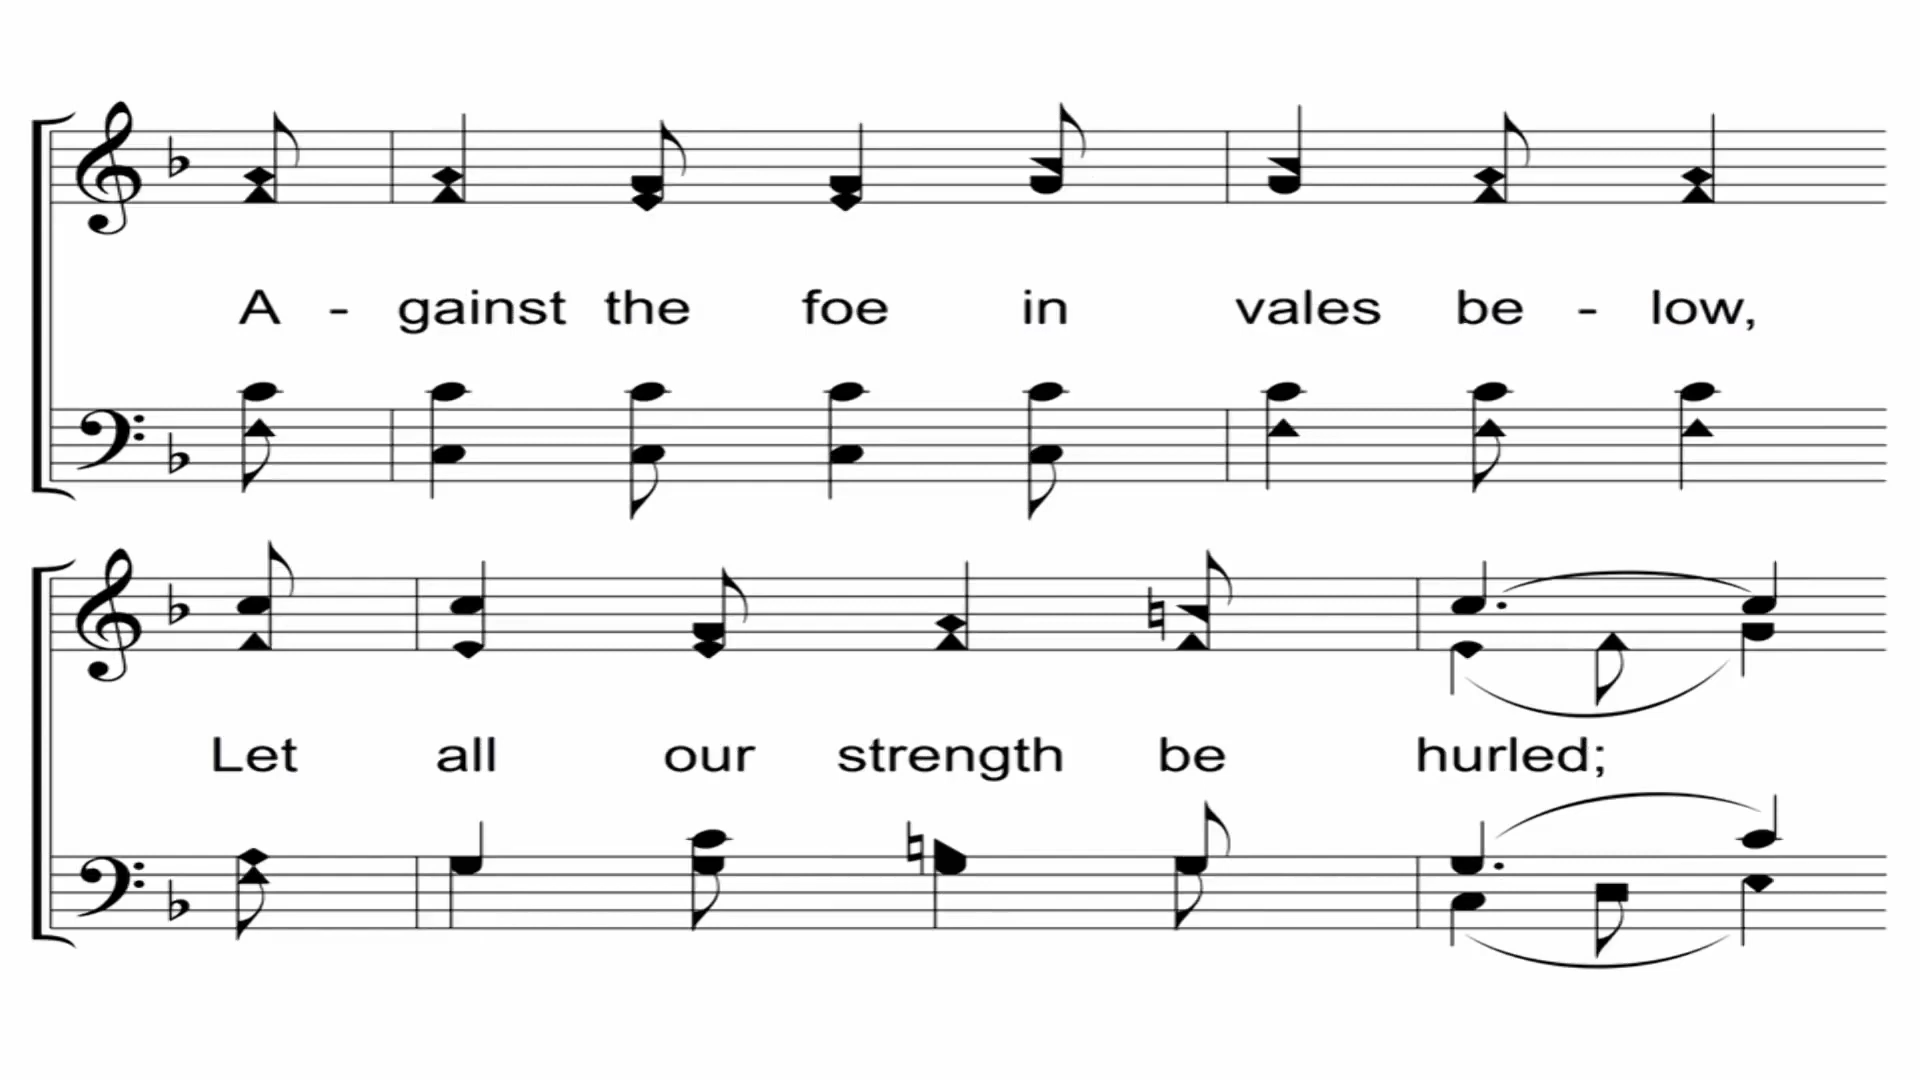 A - gainst the foe in vales be - low,
Let all our strength be hurled;